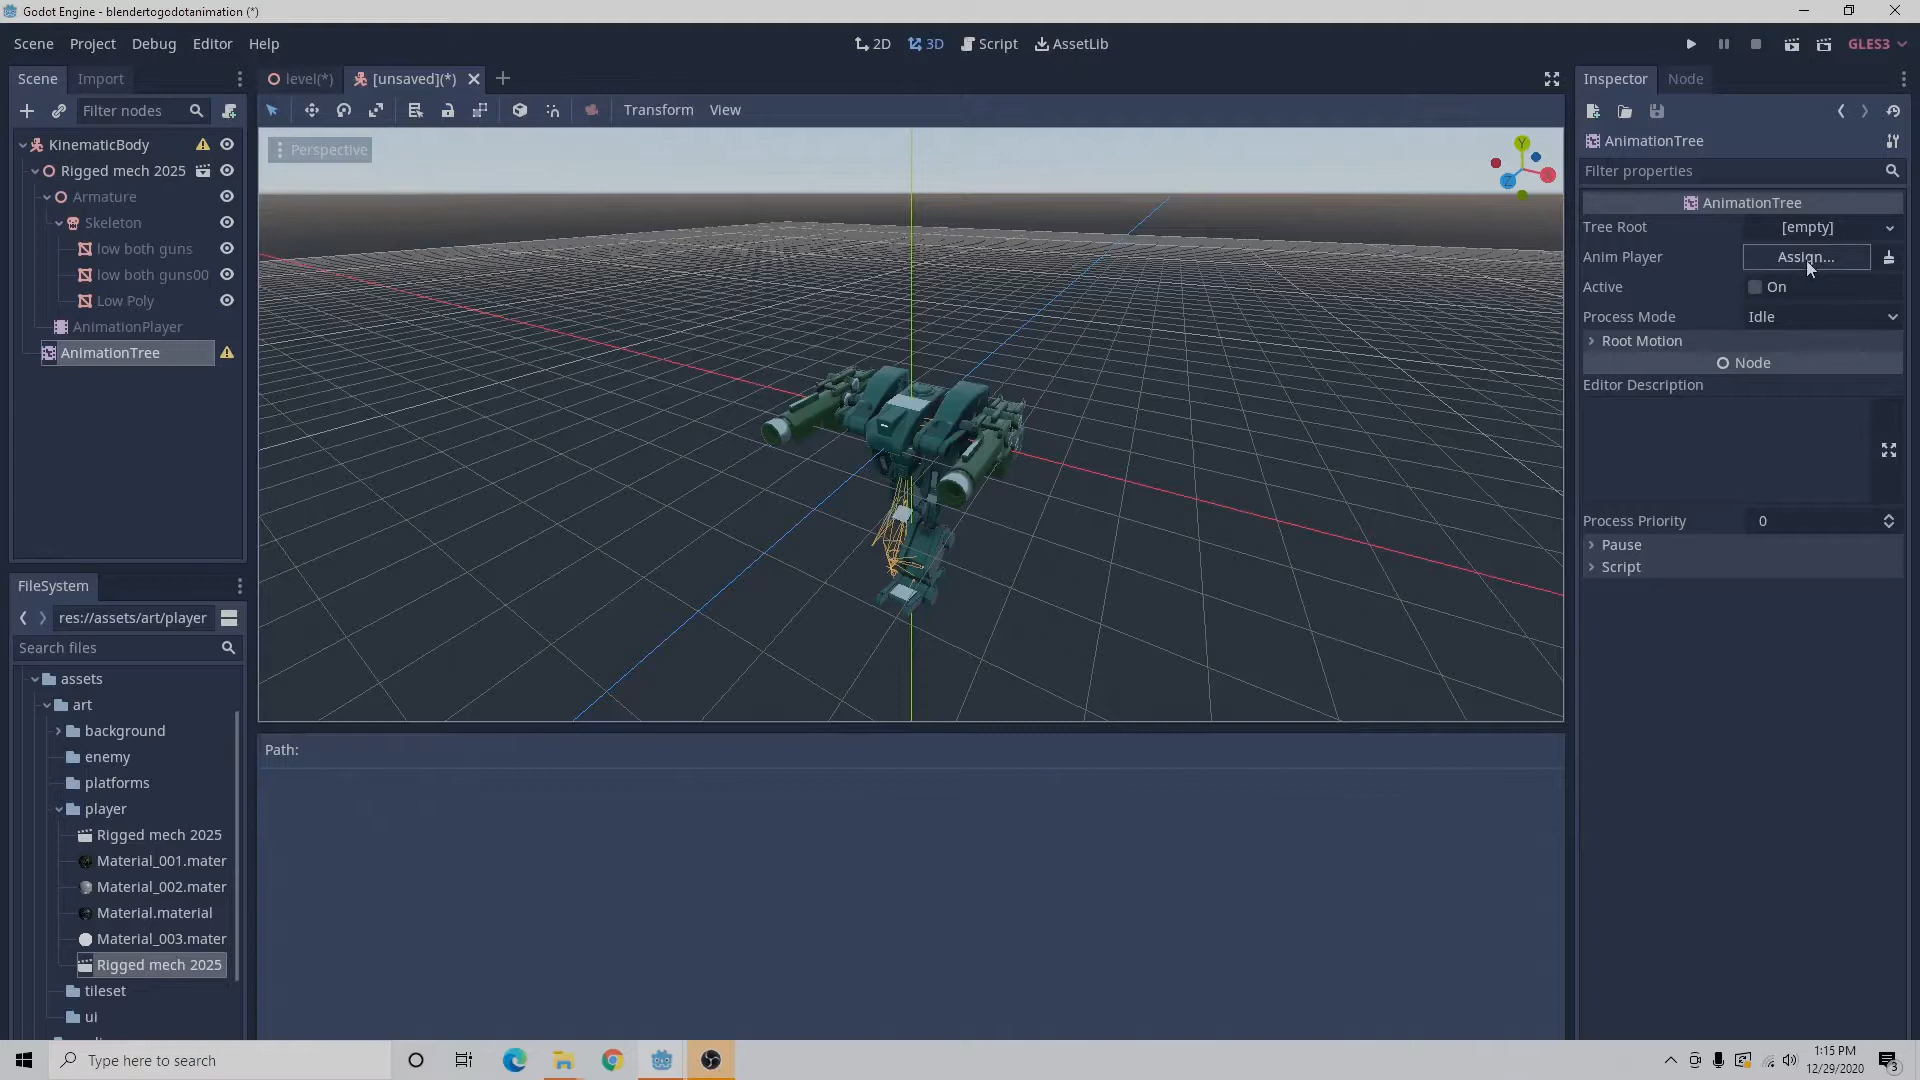 Godot Engine - blendertogodotanimation (*)
Scene Project Debug Editor Help
2D 3D Script AssetLib
GLES3
Scene Import
level(*) [unsaved](*)
Inspector Node
Filter nodes
Transform View
KinematicBody
Rigged mech 2025
Armature
Skeleton
low both guns
low both guns00
Low Poly
AnimationPlayer
AnimationTree
Perspective
Y
Z
X
AnimationTree
Filter properties
AnimationTree
Tree Root [empty]
Anim Player Assign...
Active On
Process Mode Idle
Root Motion
Node
Editor Description
Process Priority 0
Pause
Script
FileSystem
res://assets/art/player
Search files
assets
art
background
enemy
platforms
player
Rigged mech 2025
Material_001.mater
Material_002.mater
Material.material
Material_003.mater
Rigged mech 2025
tileset
ui
Path:
Type here to search
1:15 PM
12/29/2020
3